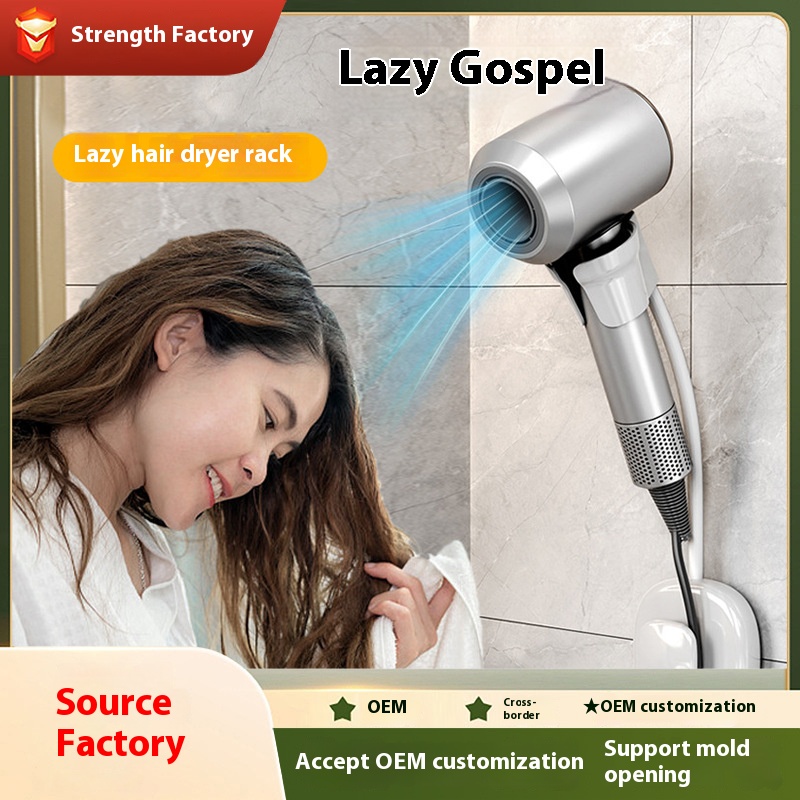 Strength Factory
Lazy Gospel
Lazy hair dryer rack
Source
Factory
OEM
Cross-
border
★OEM customization
Accept OEM customization
Support mold
opening